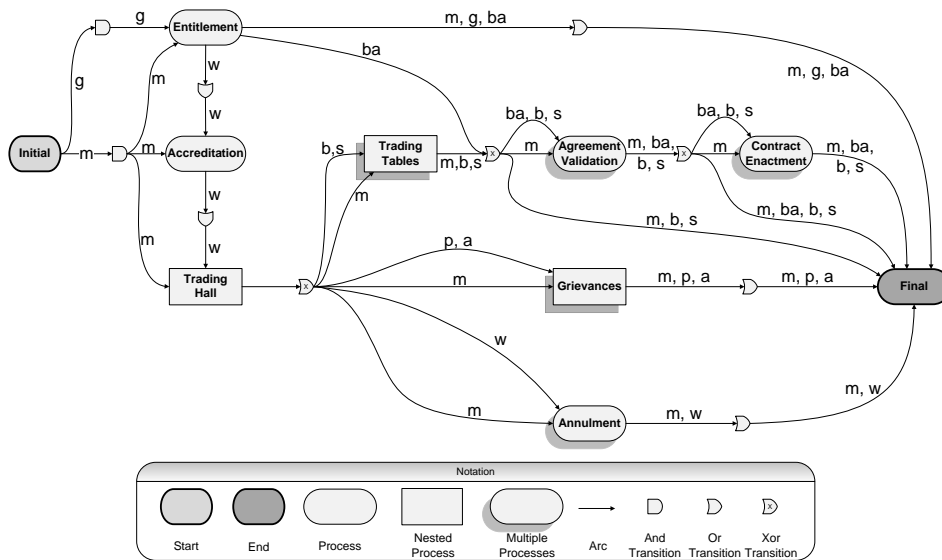 g
Entitlement
m, g, ba
m, g, ba
g
m
ba
w
w
ba, b, s
ba, b, s
Initial
m
m
Accreditation
b,s
Trading
Tables
m,b,s
x
m
Agreement
Validation
m, ba,
b, s
x
m
Contract
Enactment
m, ba,
b, s
m
w
w
m
m, b, s
m, ba, b, s
Trading
Hall
x
p, a
m
Grievances
m, p, a
m, p, a
Final
w
m
Annulment
m, w
m, w
Notation
x
Start
End
Process
Nested
Process
Multiple
Processes
Arc
And
Transition
Or
Transition
Xor
Transition